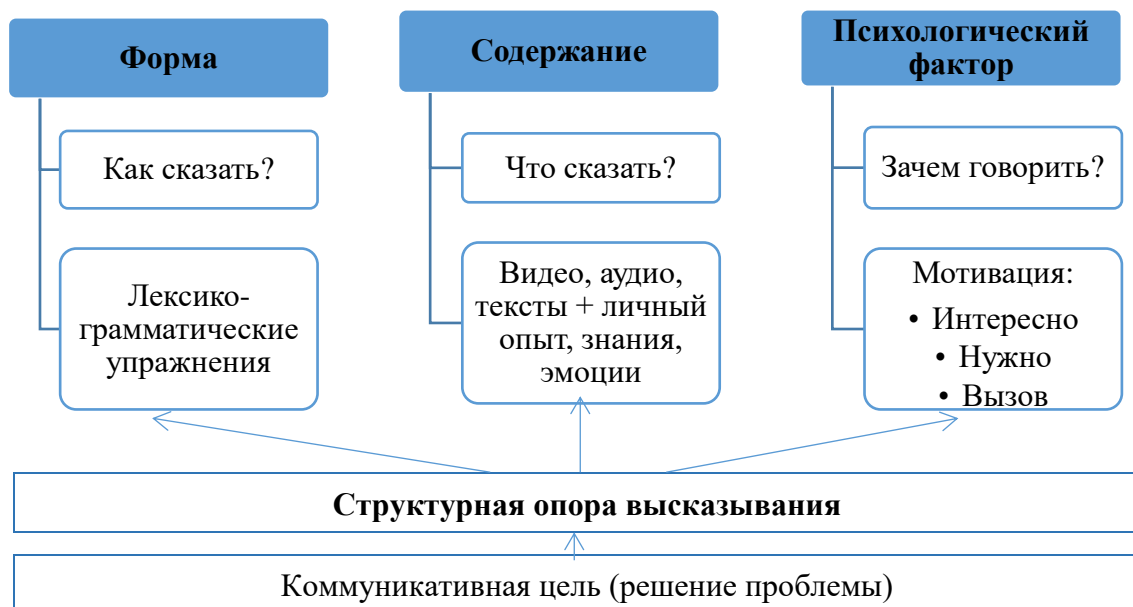 Форма
Как сказать?
Лексико-
грамматические
упражнения
Содержание
Что сказать?
Видео, аудио,
тексты + личный
опыт, знания,
эмоции
Психологический
фактор
Зачем говорить?
Мотивация:
• Интересно
• Нужно
• Вызов
Структурная опора высказывания
Коммуникативная цель (решение проблемы)